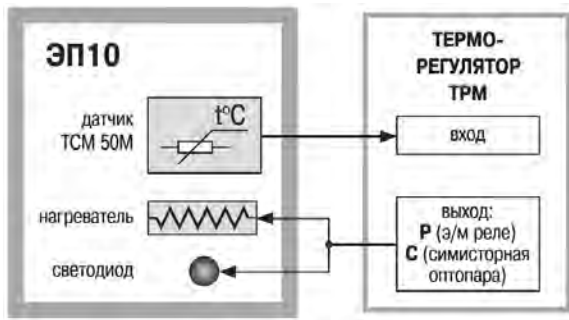 ЭП10
датчик
ТСМ 50М
t°C
нагреватель
светодиод
ТЕРМО-
РЕГУЛЯТОР
ТРМ
вход
выход:
Р (э/м реле)
С (симисторная
оптопара)